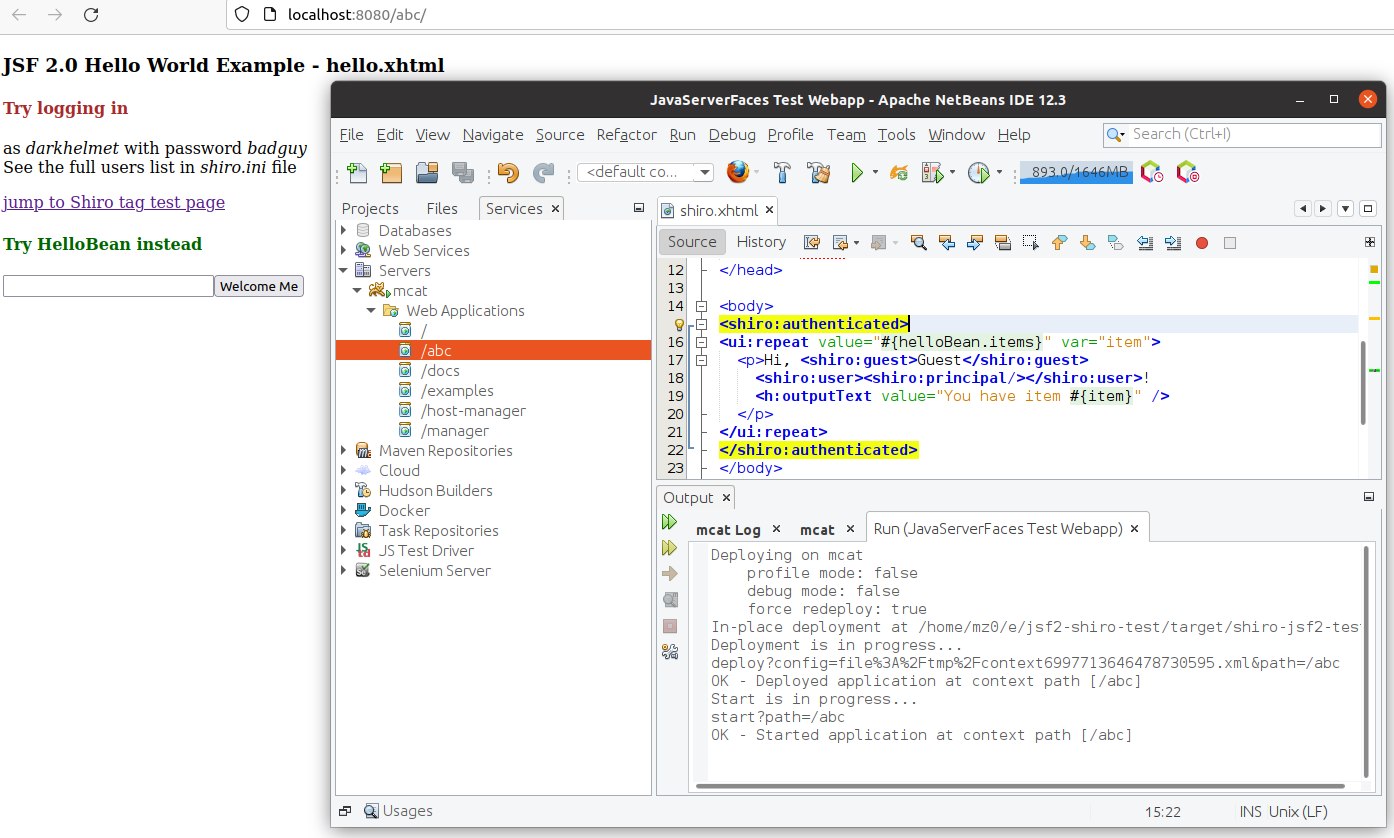 localhost:8080/abc/
JSF 2.0 Hello World Example - hello.xhtml
Try logging in
as darkhelmet with password badguy
See the full users list in shiro.ini file
jump to Shiro tag test page
Try HelloBean instead
Welcome Me
JavaServerFaces Test Webapp - Apache NetBeans IDE 12.3
File Edit View Navigate Source Refactor Run Debug Profile Team Tools Window Help
Search (Ctrl+I)
<default co...
893.0/1646MB
Projects Files Services
Databases
Web Services
Servers
mcat
Web Applications
/
/abc
/docs
/examples
/host-manager
/manager
Maven Repositories
Cloud
Hudson Builders
Docker
Task Repositories
JS Test Driver
Selenium Server
shiro.xhtml
Source History
12 </head>
13
14 <body>
<shiro:authenticated>
16 <ui:repeat value="#{helloBean.items}" var="item">
17 <p>Hi, <shiro:guest>Guest</shiro:guest>
18 <shiro:user><shiro:principal/></shiro:user>!
19 <h:outputText value="You have item #{item}" />
20 </p>
21 </ui:repeat>
22 </shiro:authenticated>
23 </body>
Output
mcat Log mcat Run (JavaServerFaces Test Webapp)
Deploying on mcat
profile mode: false
debug mode: false
force redeploy: true
In-place deployment at /home/mz0/e/jsf2-shiro-test/target/shiro-jsf2-tes
Deployment is in progress...
deploy?config=file%3A%2Ftmp%2Fcontext6997713646478730595.xml&path=/abc
OK - Deployed application at context path [/abc]
Start is in progress...
start?path=/abc
OK - Started application at context path [/abc]
Usages
15:22 INS Unix (LF)